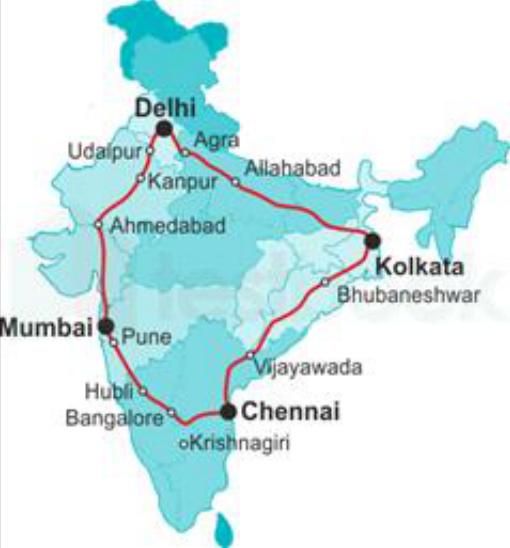 Delhi
Udaipur
Agra
Kanpur
Allahabad
Ahmedabad
Kolkata
Bhubaneshwar
Mumbai
Pune
Vijayawada
Hubli
Bangalore
Chennai
Krishnagiri